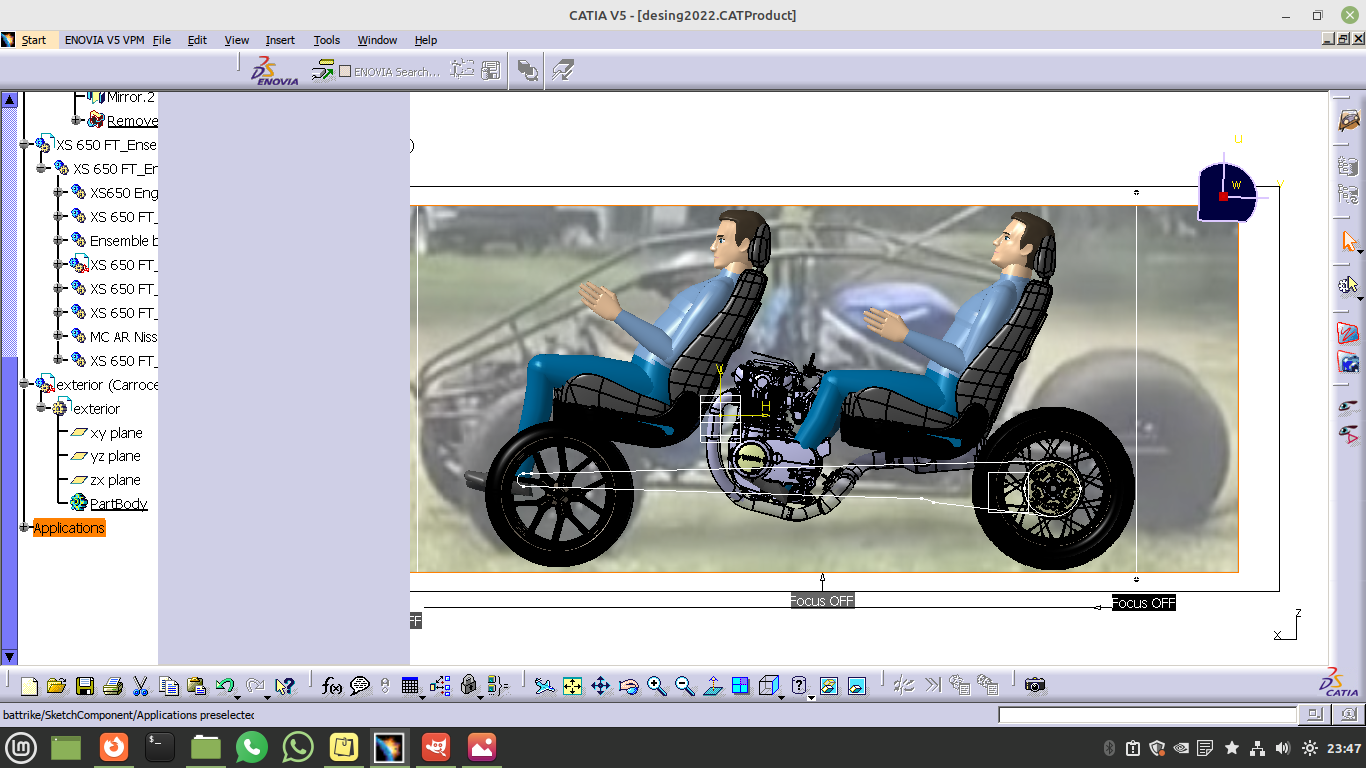 CATIA V5 - [desing2022.CATProduct]
Start ENOVIA V5 VPM File Edit View Insert Tools Window Help
ENOVIA
ENOVIA Search...
Mirror.2
Remove
XS 650 FT_Ense
XS 650 FT_En
XS650 Eng
XS 650 FT_
Ensemble b
XS 650 FT_
XS 650 FT_
XS 650 FT_
MC AR Niss
XS 650 FT_
exterior (Carroce
exterior
xy plane
yz plane
zx plane
PartBody
Applications
)
U
W
V
H
Focus OFF
Focus OFF
FF
z
x
f(x)
CATIA
battrike/SketchComponent/Applications preselected
23:47